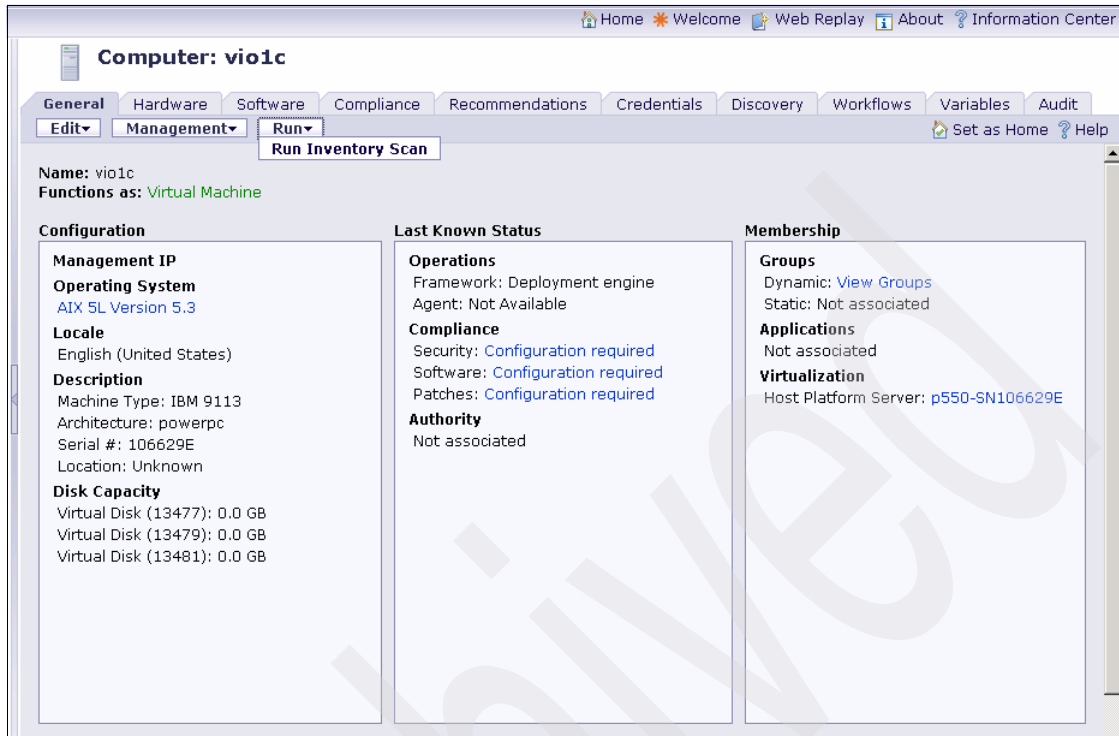 Home Welcome Web Replay About Information Center
Computer: vio1c
General Hardware Software Compliance Recommendations Credentials Discovery Workflows Variables Audit
Edit Management Run Set as Home Help
Run Inventory Scan
Name: vio1c
Functions as: Virtual Machine
Configuration
Management IP
Operating System
AIX 5L Version 5.3
Locale
English (United States)
Description
Machine Type: IBM 9113
Architecture: powerpc
Serial #: 106629E
Location: Unknown
Disk Capacity
Virtual Disk (13477): 0.0 GB
Virtual Disk (13479): 0.0 GB
Virtual Disk (13481): 0.0 GB
Last Known Status
Operations
Framework: Deployment engine
Agent: Not Available
Compliance
Security: Configuration required
Software: Configuration required
Patches: Configuration required
Authority
Not associated
Membership
Groups
Dynamic: View Groups
Static: Not associated
Applications
Not associated
Virtualization
Host Platform Server: p550-SN106629E
hived